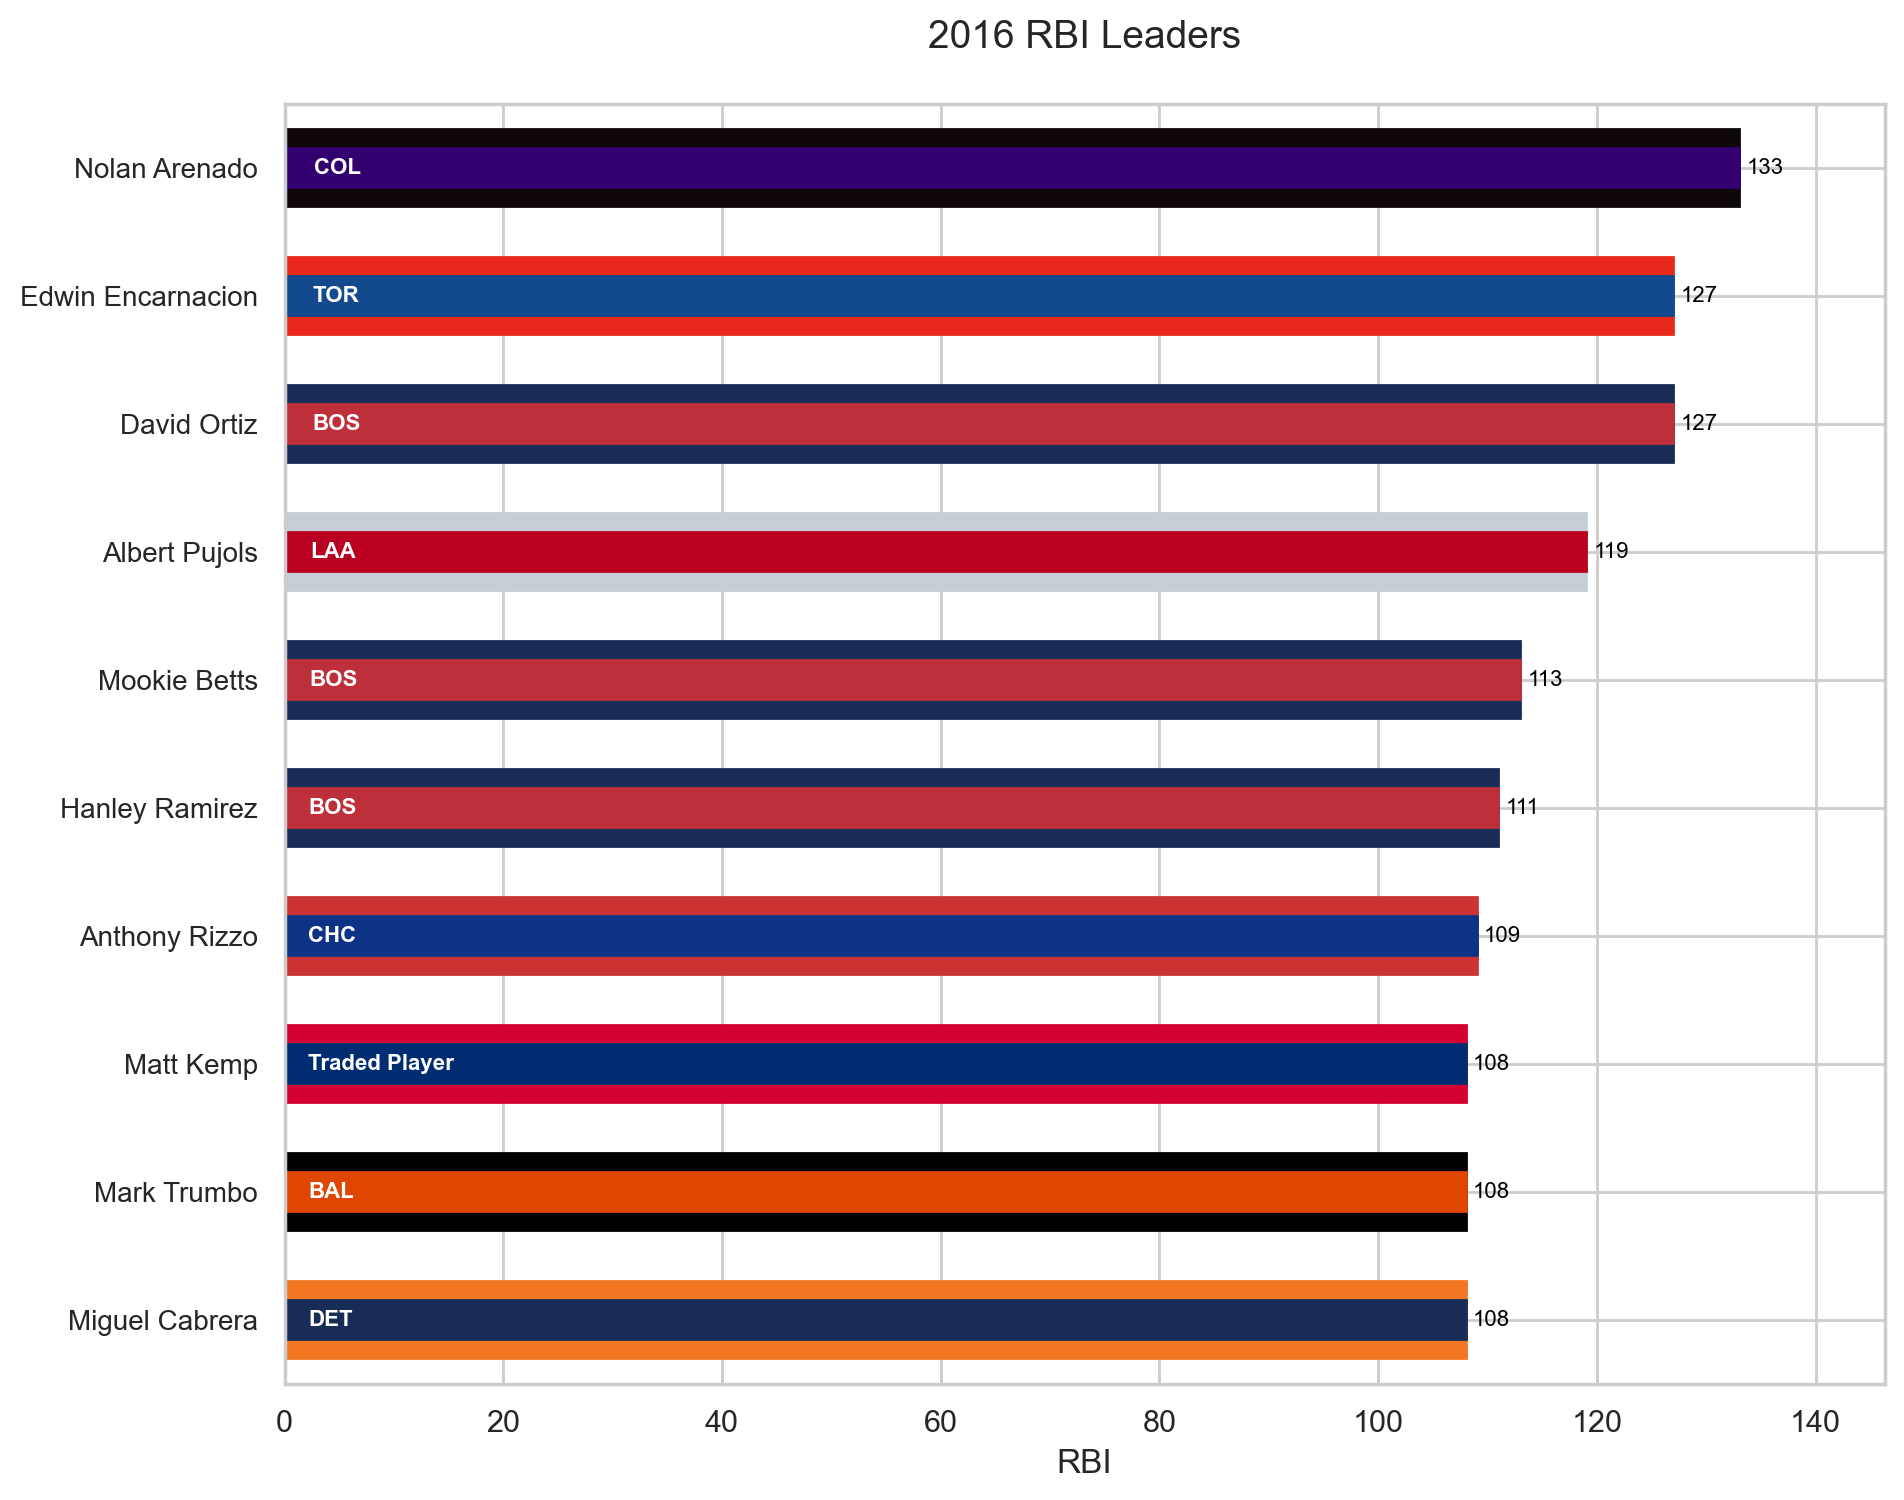 2016 RBI Leaders
Nolan Arenado COL 133
Edwin Encarnacion TOR 127
David Ortiz BOS 127
Albert Pujols LAA 119
Mookie Betts BOS 113
Hanley Ramirez BOS 111
Anthony Rizzo CHC 109
Matt Kemp Traded Player 108
Mark Trumbo BAL 108
Miguel Cabrera DET 108
0 20 40 60 80 100 120 140
RBI